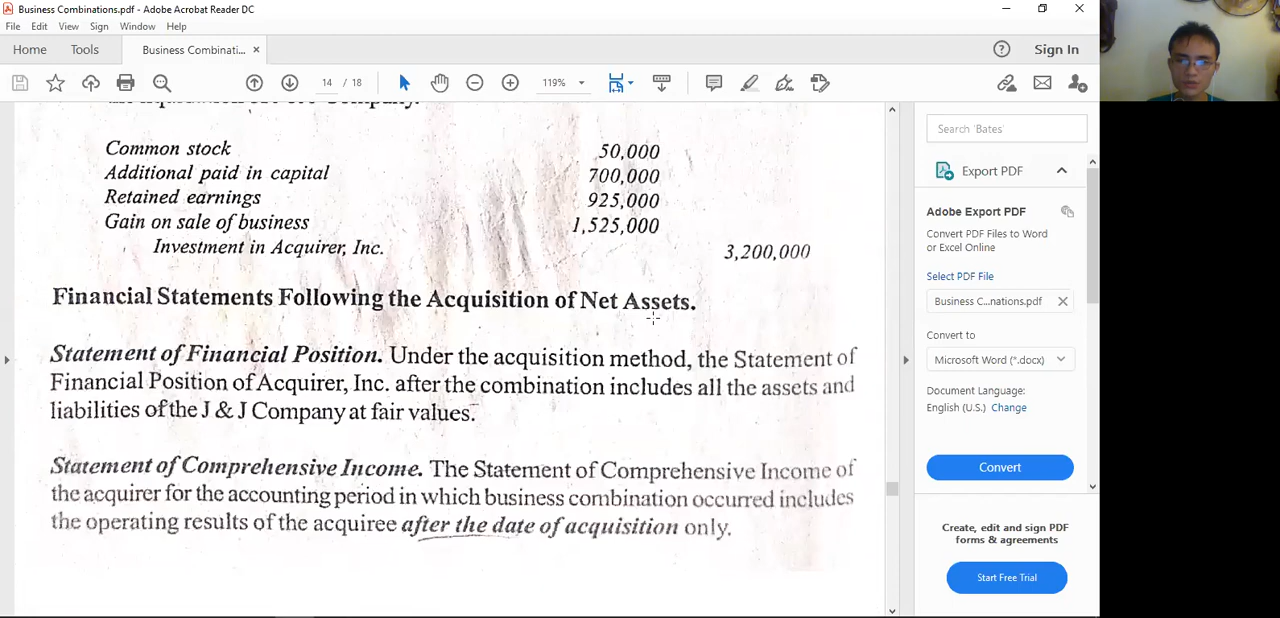 Business Combinations.pdf - Adobe Acrobat Reader DC
File Edit View Sign Window Help
Home Tools Business Combinati... × Sign In
14 / 18 119%
Company.
Common stock 50,000
Additional paid in capital 700,000
Retained earnings 925,000
Gain on sale of business 1,525,000
Investment in Acquirer, Inc. 3,200,000
Financial Statements Following the Acquisition of Net Assets.
Statement of Financial Position. Under the acquisition method, the Statement of
Financial Position of Acquirer, Inc. after the combination includes all the assets and
liabilities of the J & J Company at fair values.
Statement of Comprehensive Income. The Statement of Comprehensive Income of
the acquirer for the accounting period in which business combination occurred includes
the operating results of the acquiree after the date of acquisition only.
Search 'Bates'
Export PDF
Adobe Export PDF
Convert PDF Files to Word
or Excel Online
Select PDF File
Business C...nations.pdf
Convert to
Microsoft Word (*.docx)
Document Language:
English (U.S.) Change
Convert
Create, edit and sign PDF
forms & agreements
Start Free Trial